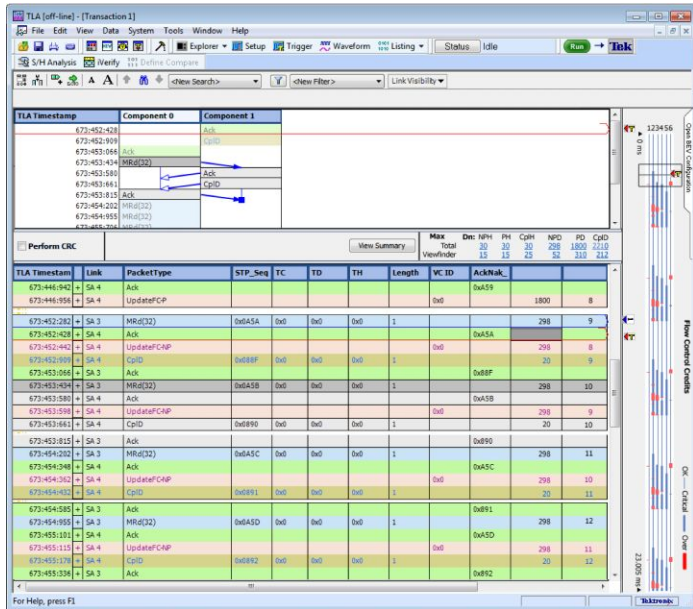 TLA [off-line] - [Transaction 1]
File Edit View Data System Tools Window Help
Explorer Setup Trigger Waveform Listing Status Idle Run Tek
S/H Analysis iVerify Define Compare
A A <New Search> <New Filter> Link Visibility
TLA Timestamp Component 0 Component 1
673:452:428 Ack
673:452:909 CplD
673:453:066 Ack
673:453:434 MRd(32)
673:453:580 Ack
673:453:661 CplD
673:453:815 Ack
673:454:202 MRd(32)
673:454:955 MRd(32)
Perform CRC View Summary
Max Dn: NPH PH CplH NPD PD CplD
Total 30 30 30 298 1800 2210
Viewfinder 15 15 25 52 310 212
TLA Timestam Link PacketType STP_Seq TC TD TH Length VC ID AckNak_
673:446:942 + SA 4 Ack 0xA59
673:446:956 + SA 4 UpdateFC-P 0x0 1800 8
673:452:282 + SA 3 MRd(32) 0x0A5A 0x0 0x0 0x0 1 298 9
673:452:428 + SA 4 Ack 0xA5A
673:452:442 + SA 4 UpdateFC-NP 0x0 298 8
673:452:909 + SA 4 CplD 0x088F 0x0 0x0 0x0 1 20 9
673:453:066 + SA 3 Ack 0x88F
673:453:434 + SA 3 MRd(32) 0x0A5B 0x0 0x0 0x0 1 298 10
673:453:580 + SA 4 Ack 0xA5B
673:453:598 + SA 4 UpdateFC-NP 0x0 298 9
673:453:661 + SA 4 CplD 0x0890 0x0 0x0 0x0 1 20 10
673:453:815 + SA 3 Ack 0x890
673:454:202 + SA 3 MRd(32) 0x0A5C 0x0 0x0 0x0 1 298 11
673:454:348 + SA 4 Ack 0xA5C
673:454:362 + SA 4 UpdateFC-NP 0x0 298 10
673:454:432 + SA 4 CplD 0x0891 0x0 0x0 0x0 1 20 11
673:454:585 + SA 3 Ack 0x891
673:454:955 + SA 3 MRd(32) 0x0A5D 0x0 0x0 0x0 1 298 12
673:455:101 + SA 4 Ack 0xA5D
673:455:115 + SA 4 UpdateFC-NP 0x0 298 11
673:455:178 + SA 4 CplD 0x0892 0x0 0x0 0x0 1 20 12
673:455:336 + SA 3 Ack 0x892
123456
0 ms
23.005 ms
Open BEV Configuration
Flow Control Credits
OK Critical Over
For Help, press F1
Tektronix